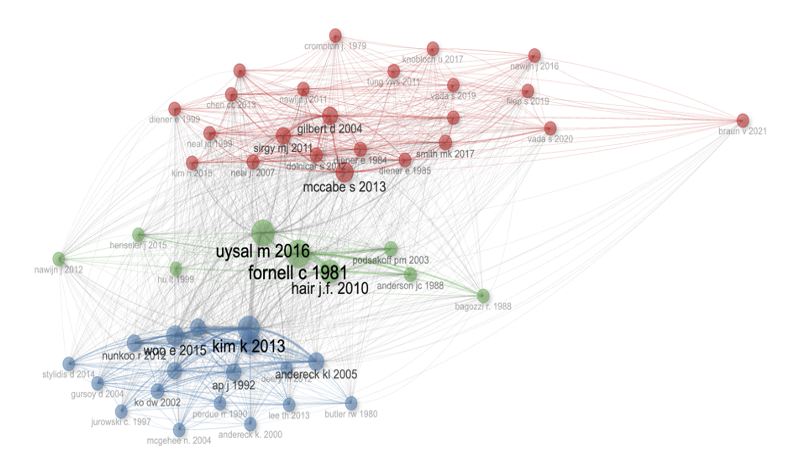 crompton j. 1979
knobloch u 2017
nawijn j 2016
fung vws 2011
vada s 2019
filep s 2019
nawijn j 2011
chen cc 2013
diener e 1999
braun v 2021
gilbert d 2004
vada s 2020
neal jd 1999
sirgy mj 2011
smith mk 2017
diener e 1984
dolnicar s 2012
kim h 2015
neal j. 2007
diener e 1985
mccabe s 2013
hensseler j 2015
uysal m 2016
podsakoff pm 2003
nawijn j 2012
fornell c 1981
hu l. 1999
anderson jc 1988
hair j.f. 2010
bagozzi r. 1988
kim k 2013
woo e 2015
nunkoo r 2012
stylidis d 2014
andereck kl 2005
ap j 1992
gursoy d 2004
ko dw 2002
perdue rr 1990
lee th 2013
butler rw 1980
jurowski c. 1997
andereck k. 2000
mcgehee n. 2004